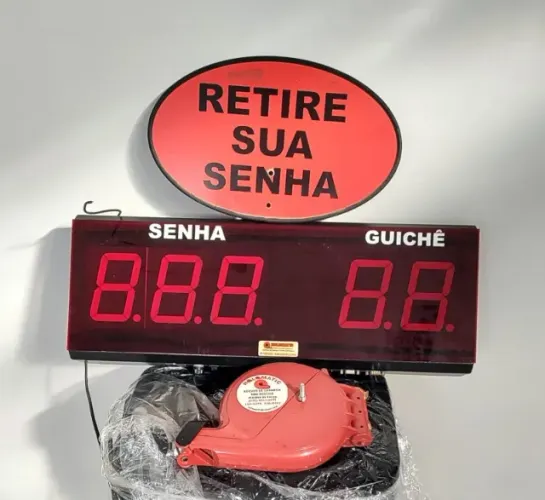 RETIRE
SUA
SENHA
SENHA
GUICHÊ
8.8.8.
8.8.